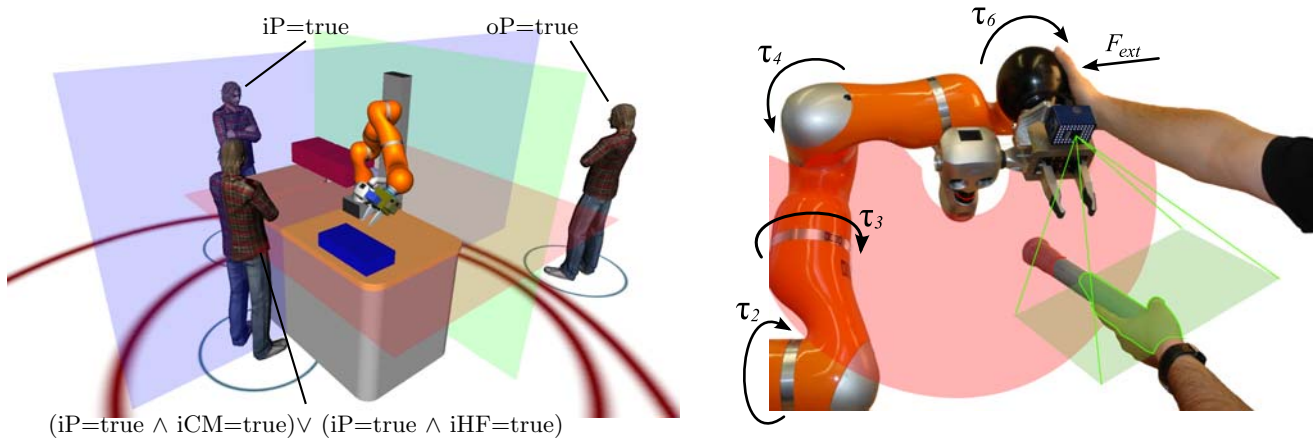 iP=true
oP=true
(iP=true ∧ iCM=true)∨ (iP=true ∧ iHF=true)
τ6
Fext
τ4
τ3
τ2